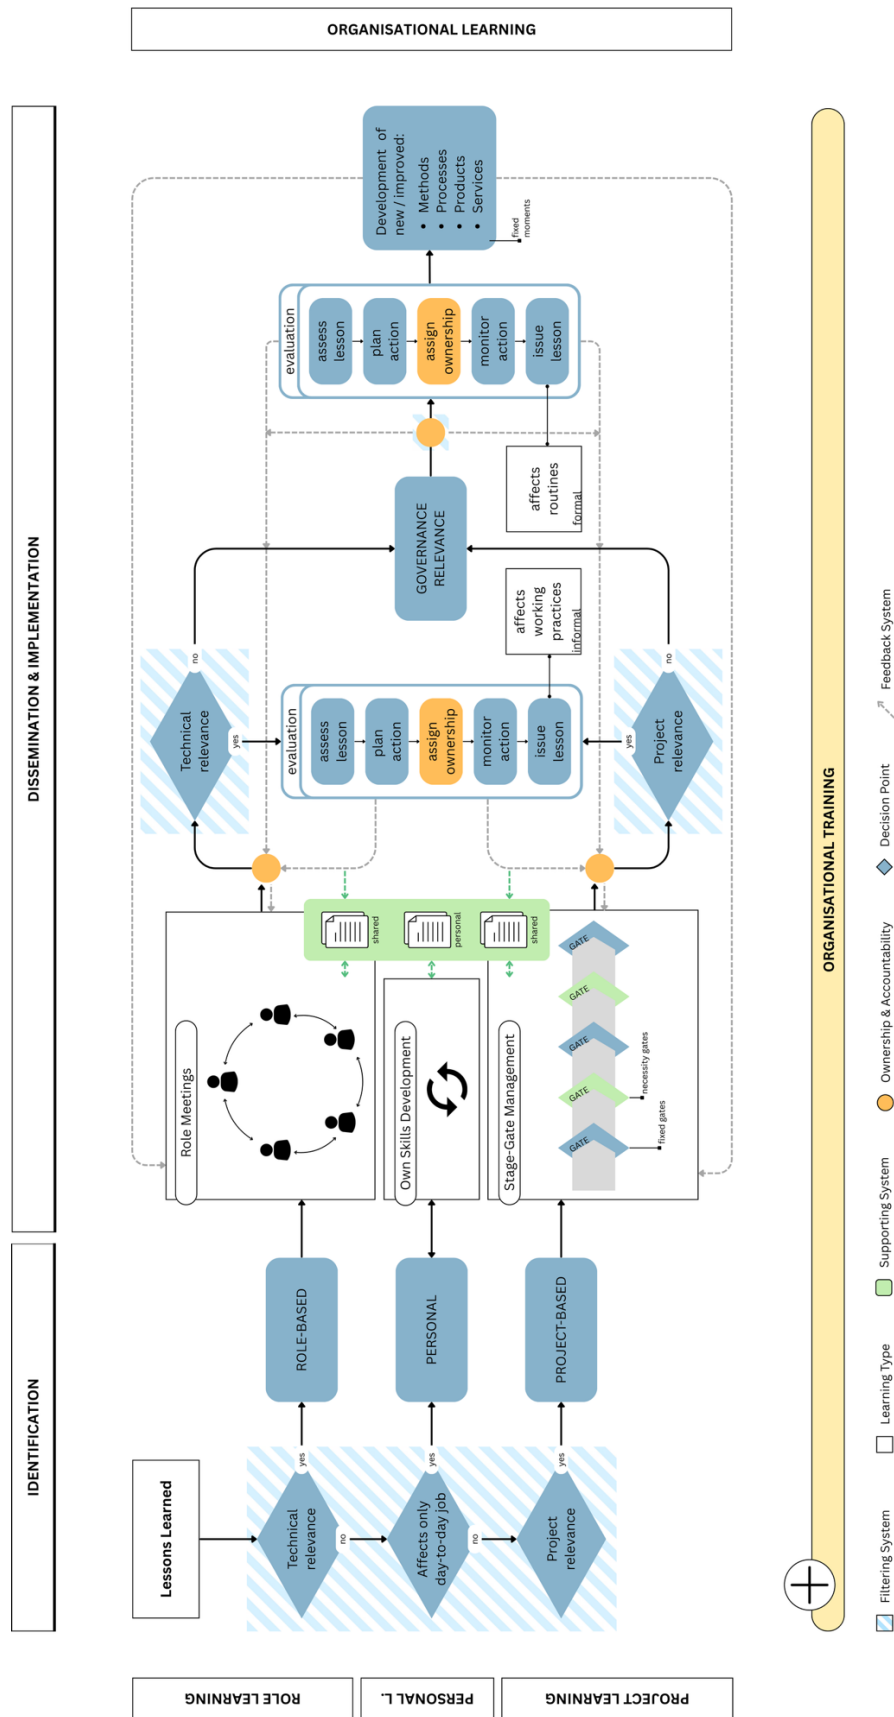 ORGANISATIONAL LEARNING
IDENTIFICATION
DISSEMINATION & IMPLEMENTATION
ROLE LEARNING
PERSONAL L.
PROJECT LEARNING
Lessons Learned
Technical
relevance
yes
no
Affects only
day-to-day job
yes
no
Project
relevance
yes
ROLE-BASED
PERSONAL
PROJECT-BASED
Role Meetings
Own Skills Development
Stage-Gate Management
GATE
GATE
GATE
GATE
GATE
fixed gates
necessity gates
shared
personal
shared
Technical
relevance
yes
no
Project
relevance
yes
no
evaluation
assess
lesson
plan
action
assign
ownership
monitor
action
issue
lesson
affects
working
practices
informal
GOVERNANCE
RELEVANCE
affects
routines
formal
evaluation
assess
lesson
plan
action
assign
ownership
monitor
action
issue
lesson
Development of
new / improved:
• Methods
• Processes
• Products
• Services
fixed
moments
ORGANISATIONAL TRAINING
Filtering System
Learning Type
Supporting System
Ownership & Accountability
Decision Point
Feedback System